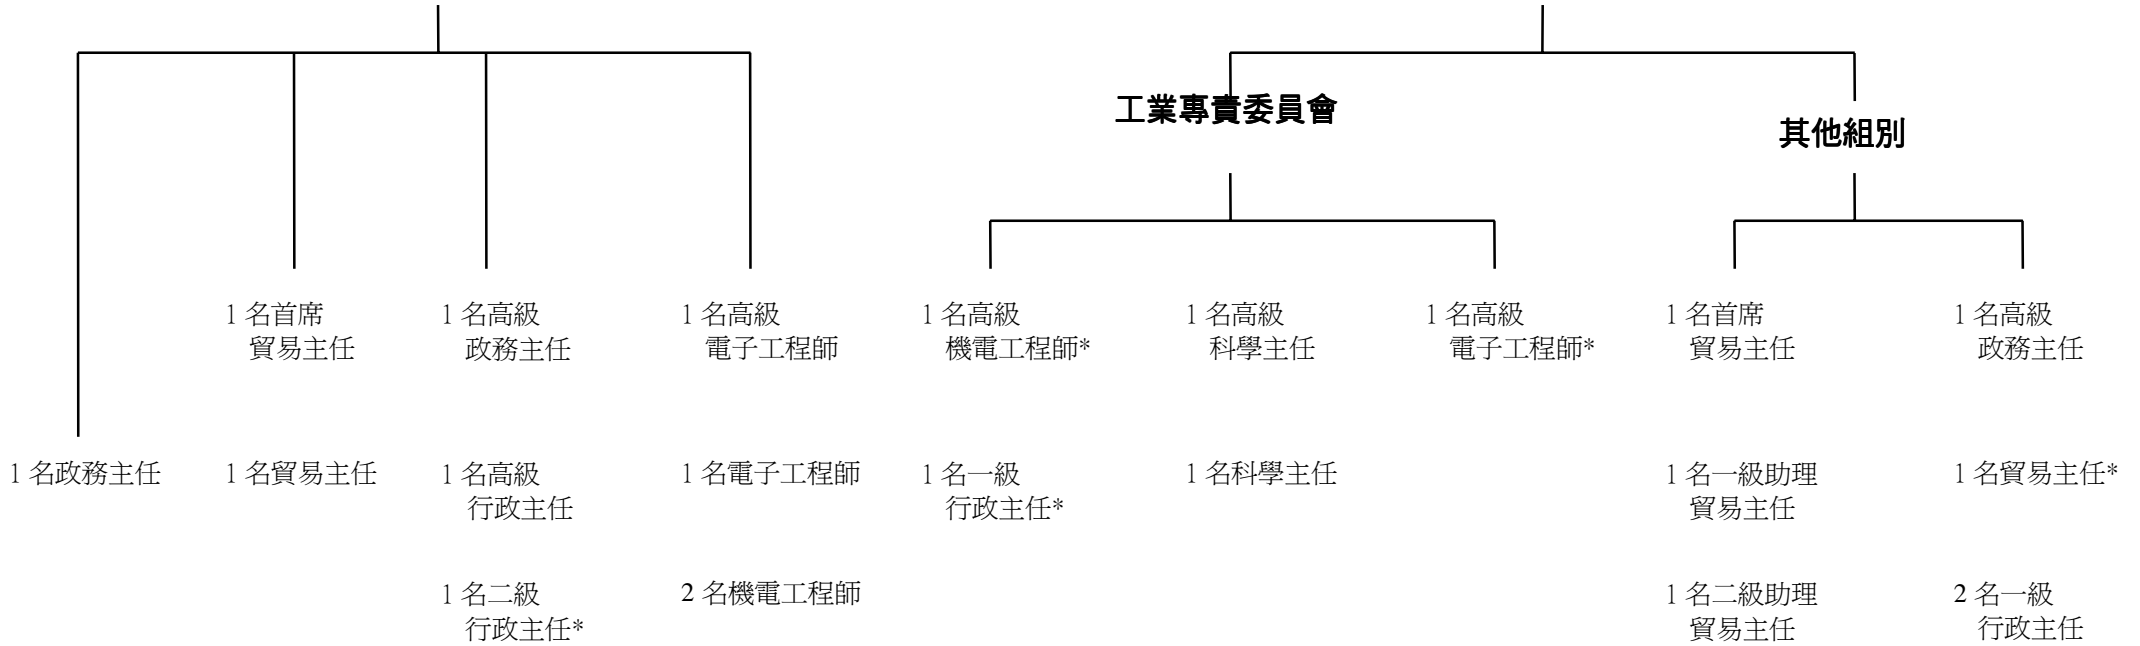 工業專責委員會
其他組別
1 名首席
貿易主任
1 名高級
政務主任
1 名高級
電子工程師
1 名高級
機電工程師*
1 名高級
科學主任
1 名高級
電子工程師*
1 名首席
貿易主任
1 名高級
政務主任
1 名政務主任
1 名貿易主任
1 名高級
行政主任
1 名電子工程師
1 名一級
行政主任*
1 名科學主任
1 名一級助理
貿易主任
1 名貿易主任*
1 名二級
行政主任*
2 名機電工程師
1 名二級助理
貿易主任
2 名一級
行政主任